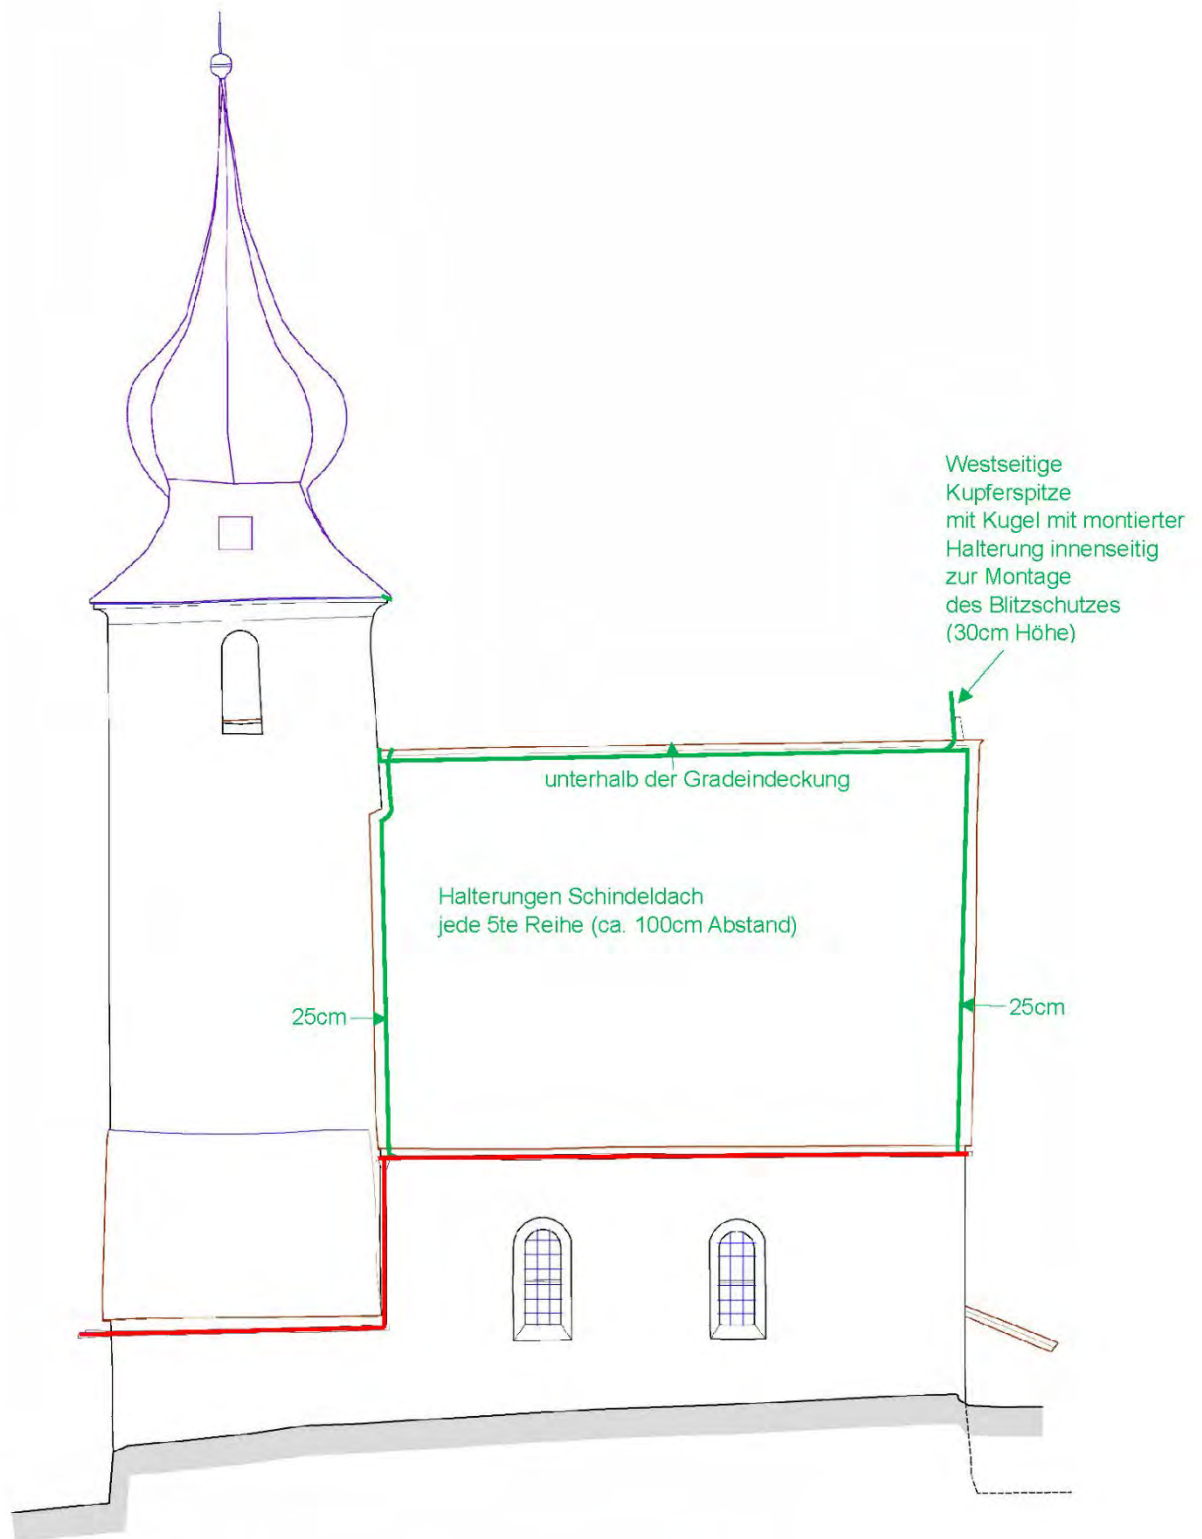 Westseitige
Kupferspitze
mit Kugel mit montierter
Halterung innenseitig
zur Montage
des Blitzschutzes
(30cm Höhe)
unterhalb der Gradeindeckung
Halterungen Schindeldach
jede 5te Reihe (ca. 100cm Abstand)
25cm
25cm